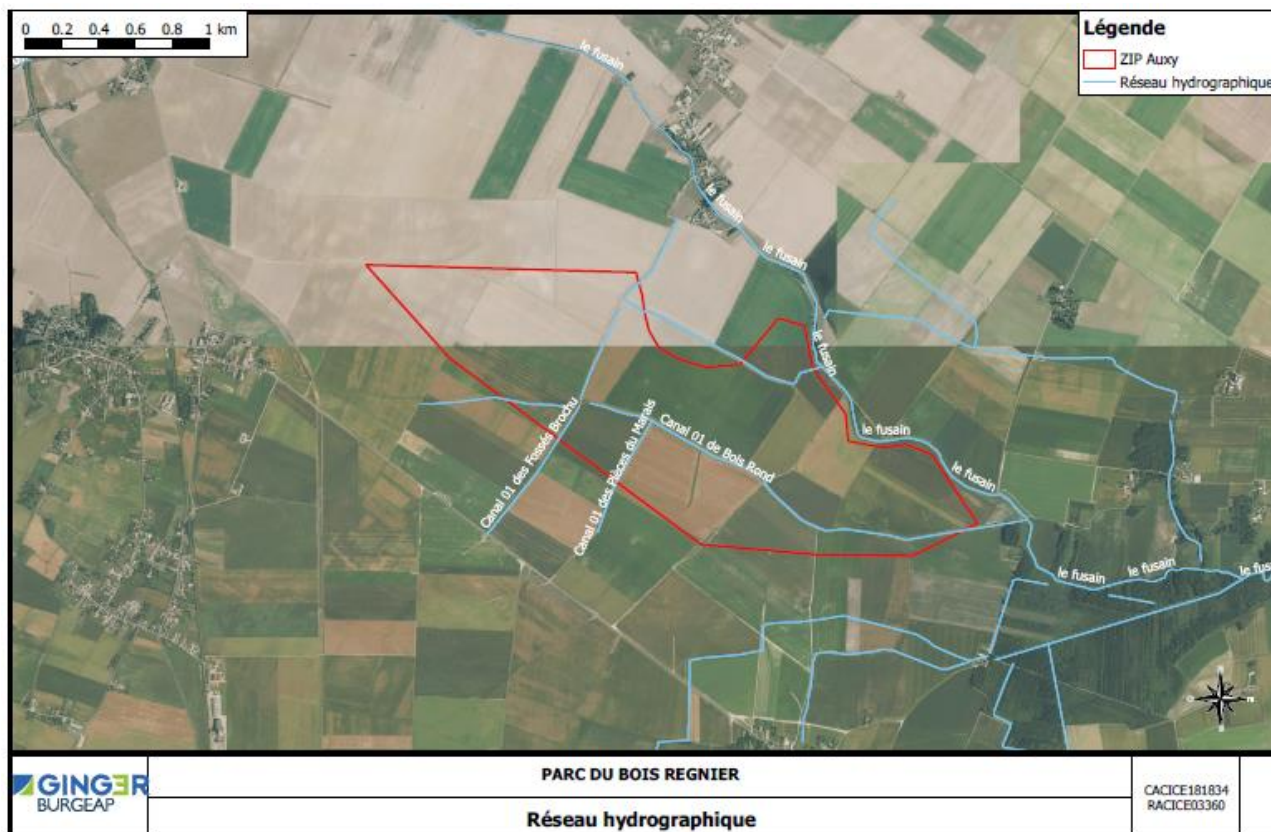 0 0.2 0.4 0.6 0.8 1 km
Légende
ZIP Auxy
Réseau hydrographique
le fusain
le fusain
le fusain
le fusain
le fusain
le fusain
Canal 01 des Fossés Brochu
Canal 01 des Pièces du Marais
Canal 01 de Bois Rond
le fusain
le fusain
le fus
GINGER
BURGEAP
PARC DU BOIS REGNIER
Réseau hydrographique
CACICE181834
RACICE03360